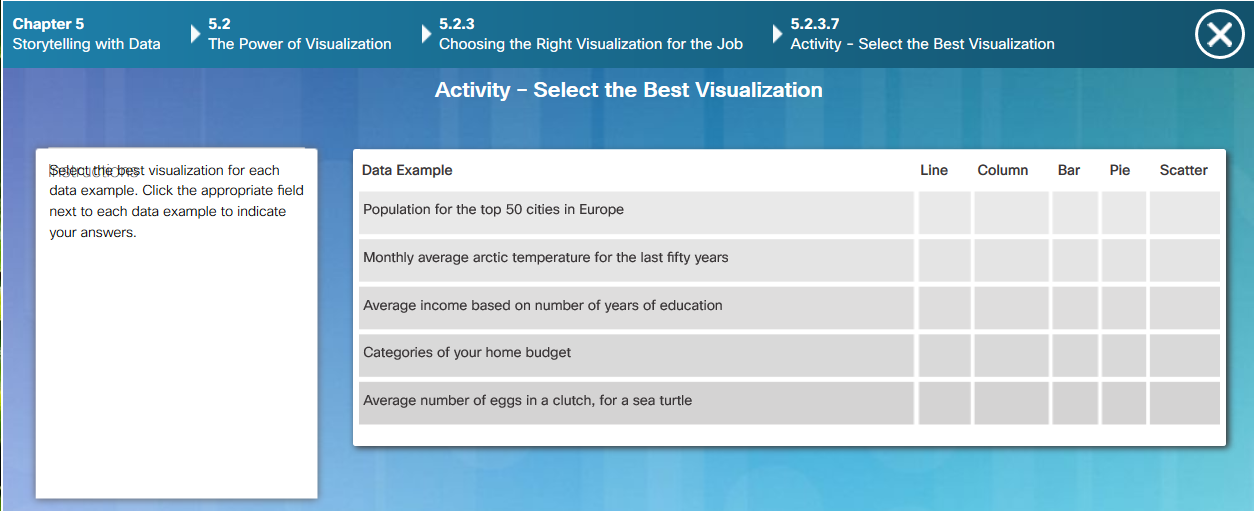 Chapter 5
Storytelling with Data
5.2
The Power of Visualization
5.2.3
Choosing the Right Visualization for the Job
5.2.3.7
Activity - Select the Best Visualization
Activity – Select the Best Visualization
Instructions
Select the best visualization for each
data example. Click the appropriate field
next to each data example to indicate
your answers.
Data Example Line Column Bar Pie Scatter
Population for the top 50 cities in Europe
Monthly average arctic temperature for the last fifty years
Average income based on number of years of education
Categories of your home budget
Average number of eggs in a clutch, for a sea turtle